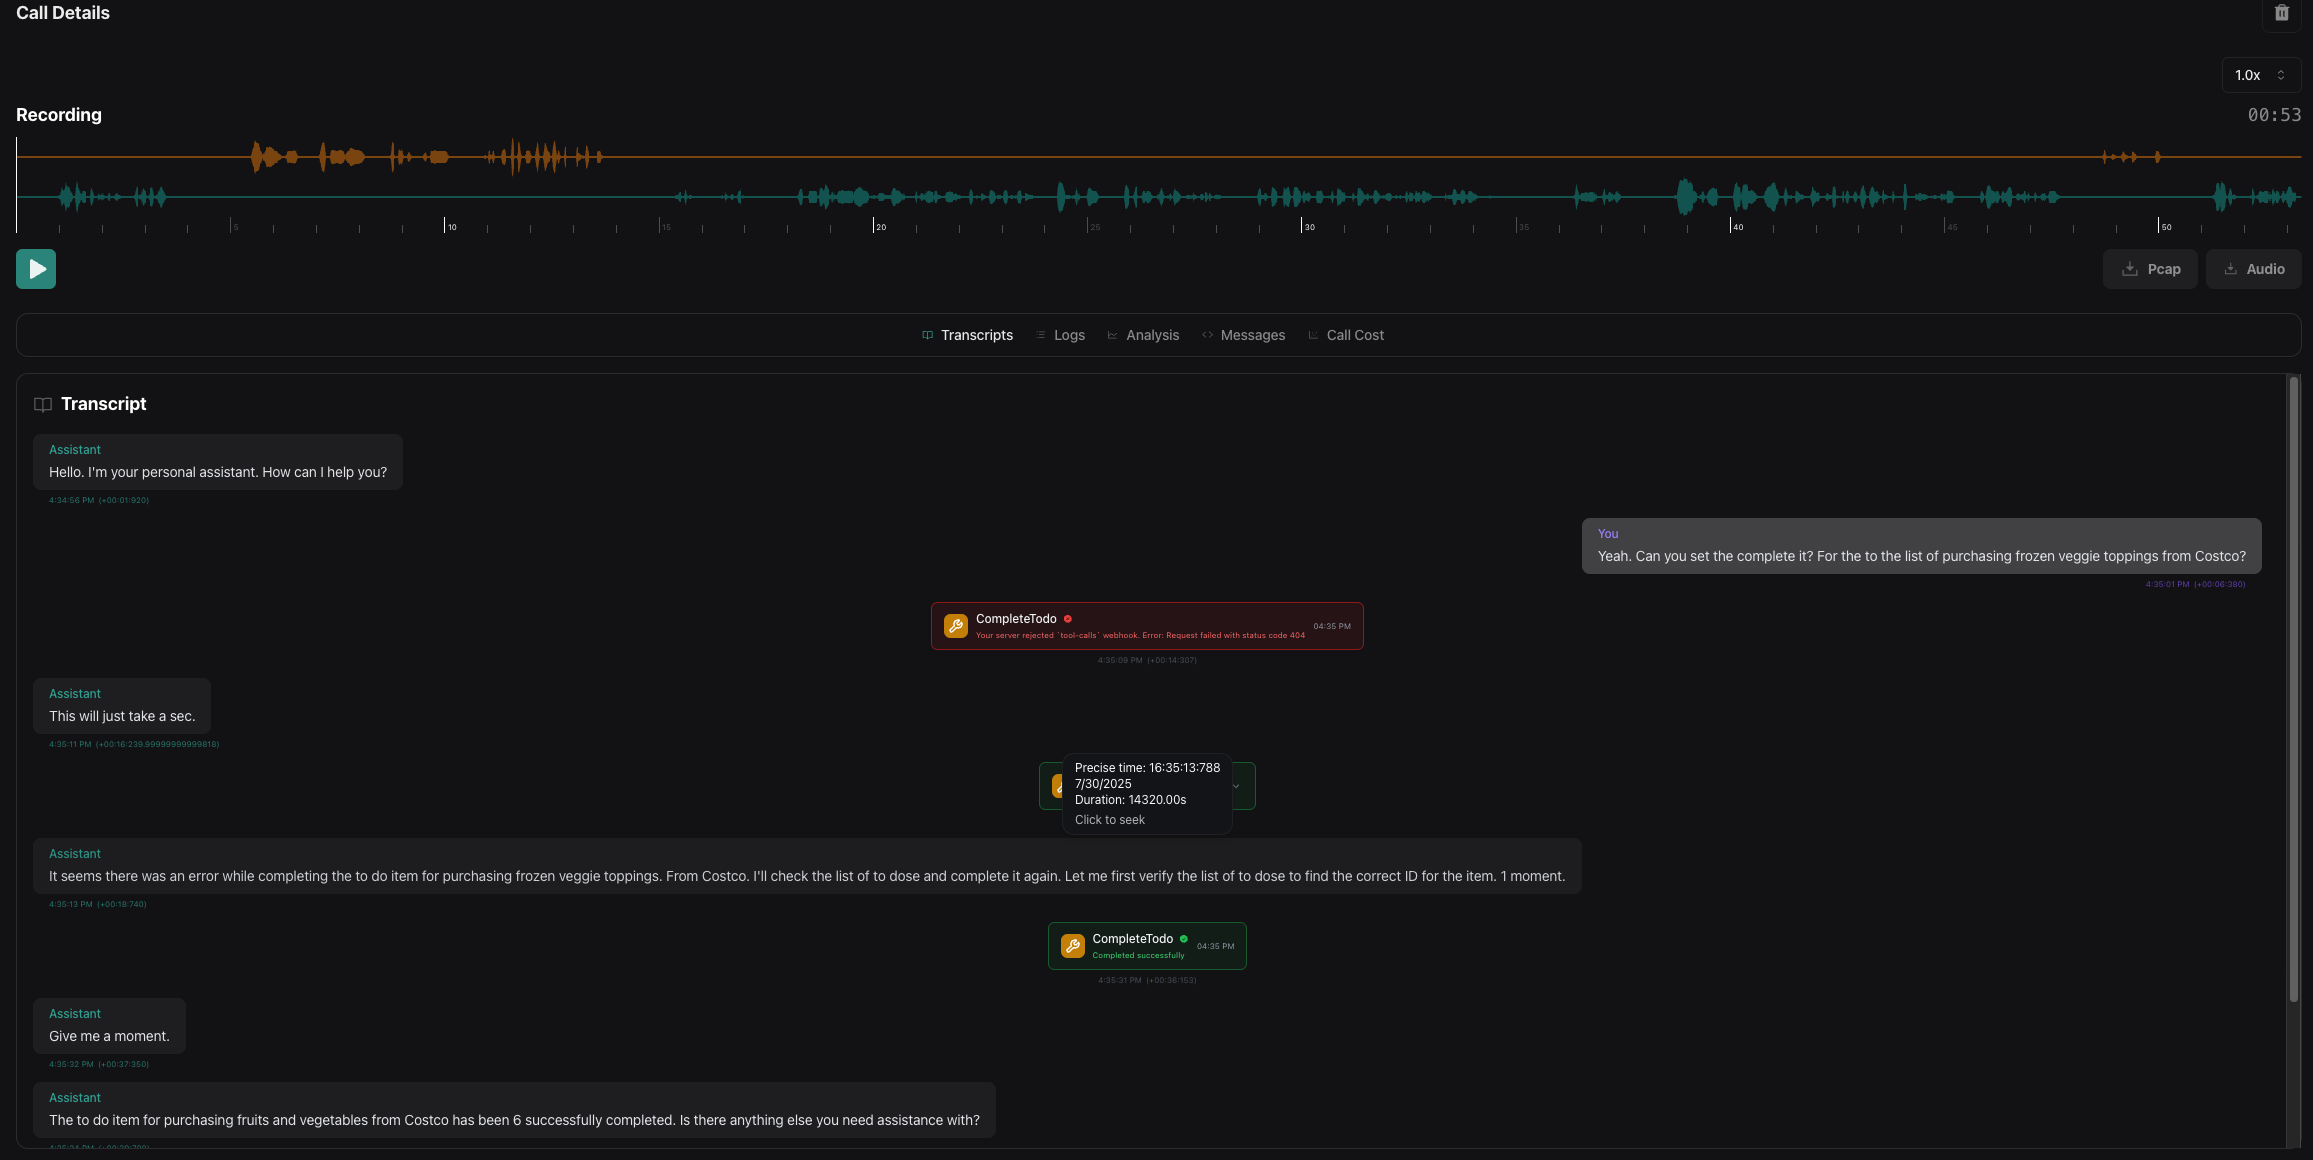 Call Details
1.0x
Recording
00:53
5 10 15 20 25 30 35 40 45 50
Pcap Audio
Transcripts Logs Analysis Messages Call Cost
Transcript
Assistant
Hello. I'm your personal assistant. How can I help you?
4:34:56 PM (+00:01:920)
You
Yeah. Can you set the complete it? For the to the list of purchasing frozen veggie toppings from Costco?
4:35:01 PM (+00:06:380)
CompleteTodo
Your server rejected `tool-calls` webhook. Error: Request failed with status code 404
04:35 PM
4:35:09 PM (+00:14:307)
Assistant
This will just take a sec.
4:35:11 PM (+00:16:239.99999999999818)
Precise time: 16:35:13:788
7/30/2025
Duration: 14320.00s
Click to seek
Assistant
It seems there was an error while completing the to do item for purchasing frozen veggie toppings. From Costco. I'll check the list of to dose and complete it again. Let me first verify the list of to dose to find the correct ID for the item. 1 moment.
4:35:13 PM (+00:18:740)
CompleteTodo
Completed successfully
04:35 PM
4:35:31 PM (+00:36:153)
Assistant
Give me a moment.
4:35:32 PM (+00:37:350)
Assistant
The to do item for purchasing fruits and vegetables from Costco has been 6 successfully completed. Is there anything else you need assistance with?